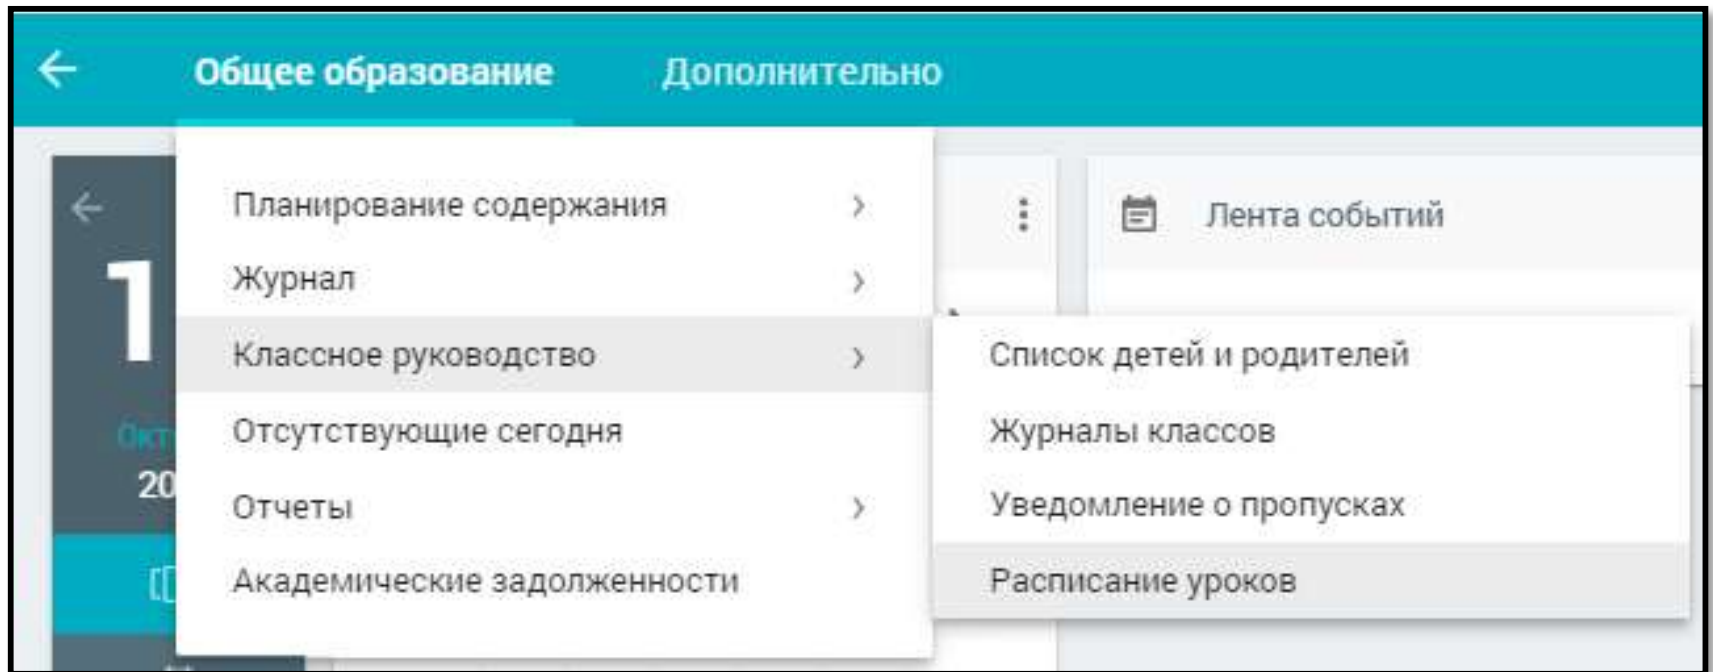 Общее образование Дополнительно
Планирование содержания
Журнал
Классное руководство
Отсутствующие сегодня
Отчеты
Академические задолженности
Лента событий
Список детей и родителей
Журналы классов
Уведомление о пропусках
Расписание уроков
1
20